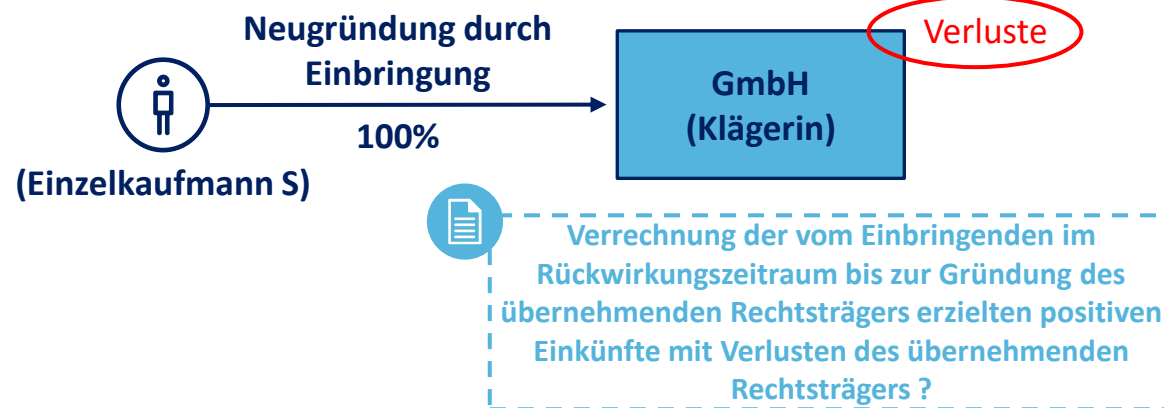 Neugründung durch
Einbringung
100%
(Einzelkaufmann S)
Verluste
GmbH
(Klägerin)
Verrechnung der vom Einbringenden im
Rückwirkungszeitraum bis zur Gründung des
übernehmenden Rechtsträgers erzielten positiven
Einkünfte mit Verlusten des übernehmenden
Rechtsträgers ?